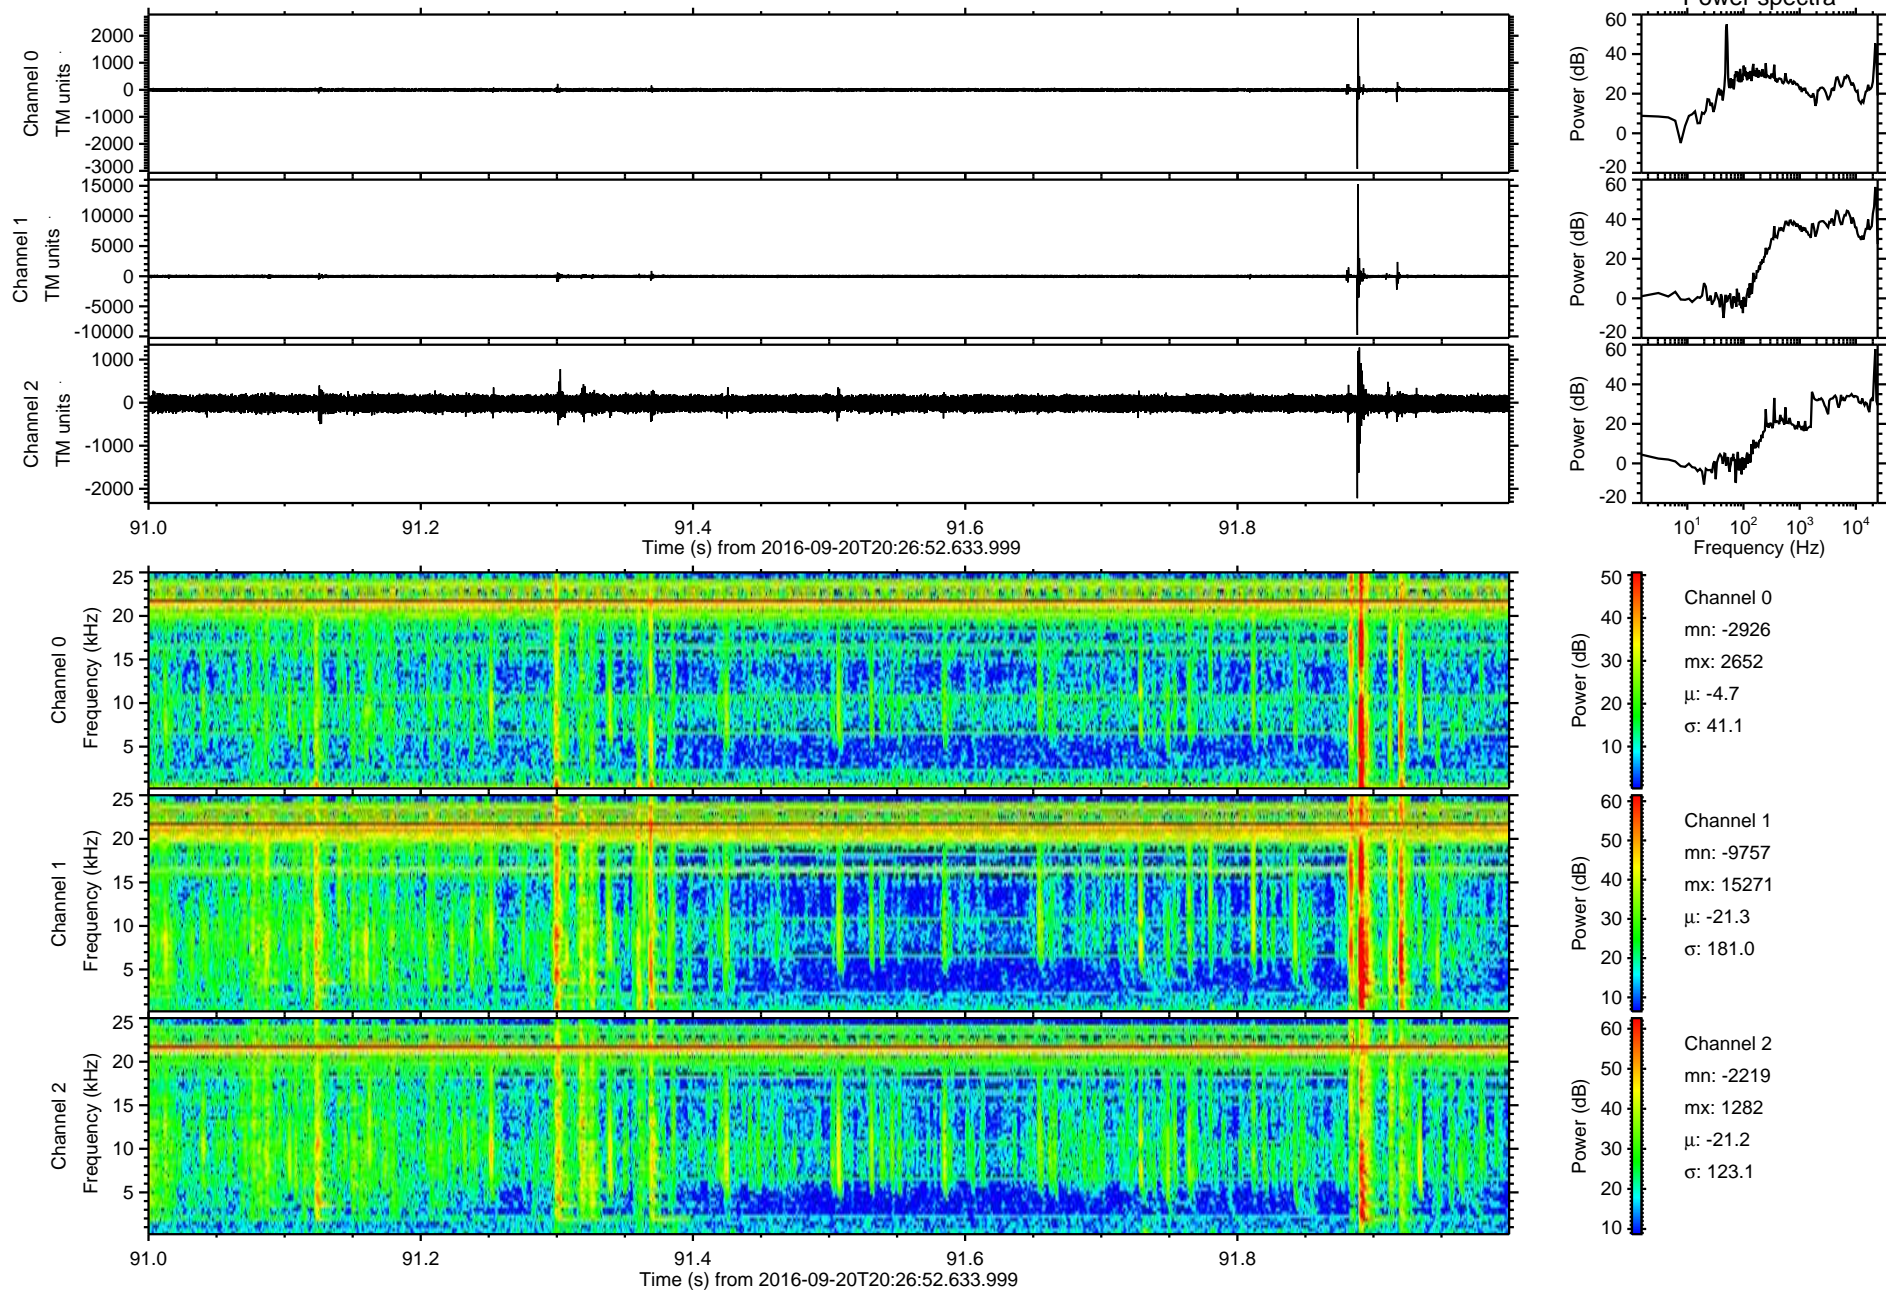 Power spectra
Channel 0
TM units
2000
1000
0
-1000
-2000
-3000
Power (dB)
60
40
20
0
-20
Channel 1
TM units
15000
10000
5000
0
-5000
-10000
Power (dB)
60
40
20
0
-20
Channel 2
TM units
1000
0
-1000
-2000
Power (dB)
60
40
20
0
-20
91.0 91.2 91.4 91.6 91.8
Time (s) from 2016-09-20T20:26:52.633.999
10¹ 10² 10³ 10⁴
Frequency (Hz)
Channel 0
Frequency (kHz)
25
20
15
10
5
Power (dB)
50
40
30
20
10
Channel 0
mn: -2926
mx: 2652
μ: -4.7
σ: 41.1
Channel 1
Frequency (kHz)
25
20
15
10
5
Power (dB)
60
50
40
30
20
10
Channel 1
mn: -9757
mx: 15271
μ: -21.3
σ: 181.0
Channel 2
Frequency (kHz)
25
20
15
10
5
Power (dB)
60
50
40
30
20
10
Channel 2
mn: -2219
mx: 1282
μ: -21.2
σ: 123.1
91.0 91.2 91.4 91.6 91.8
Time (s) from 2016-09-20T20:26:52.633.999